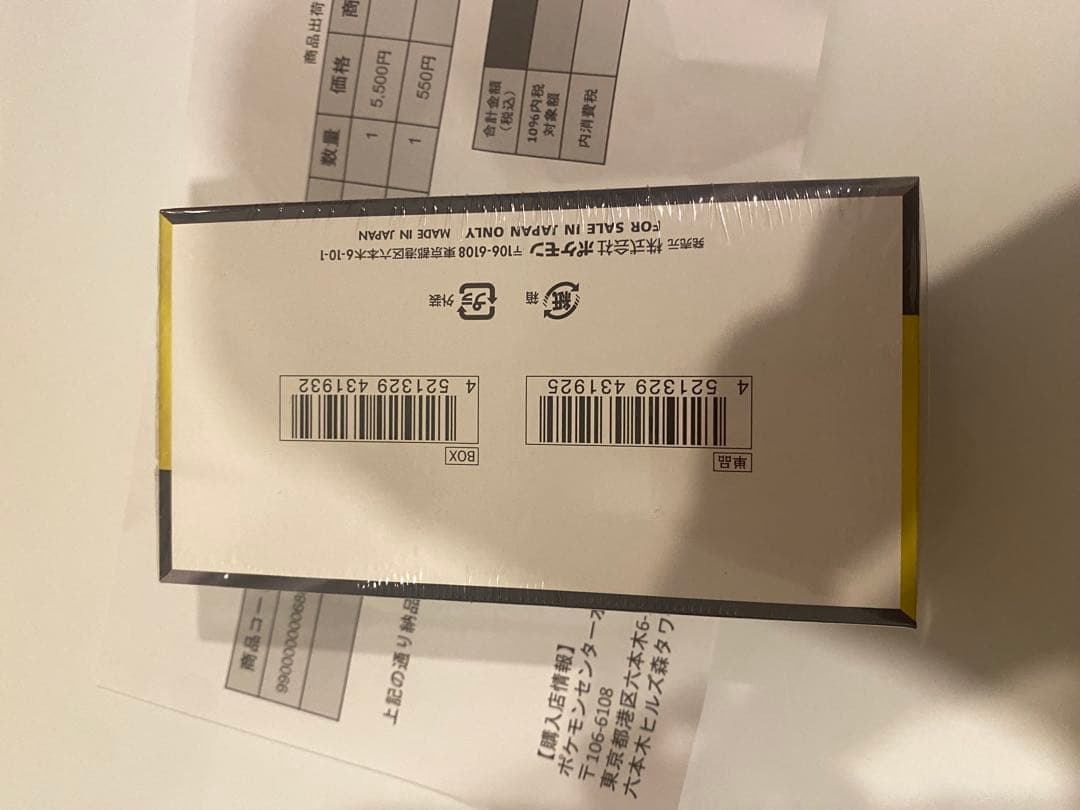 商品出荷
数量
価格
商
1
5,500円
1
550円
合計金額
(税込)
10%内税
対象額
内消費税
単品
4 521329 431925
BOX
4 521329 431932
紙
箱
プラ
外装
発売元 株式会社ポケモン 〒106-6108 東京都港区六本木6-10-1
FOR SALE IN JAPAN ONLY MADE IN JAPAN
商品コー
上記の通り納品
【購入店情報】
ポケモンセンターオ
〒106-6108
東京都港区六本木6-
六本木ヒルズ森タワ